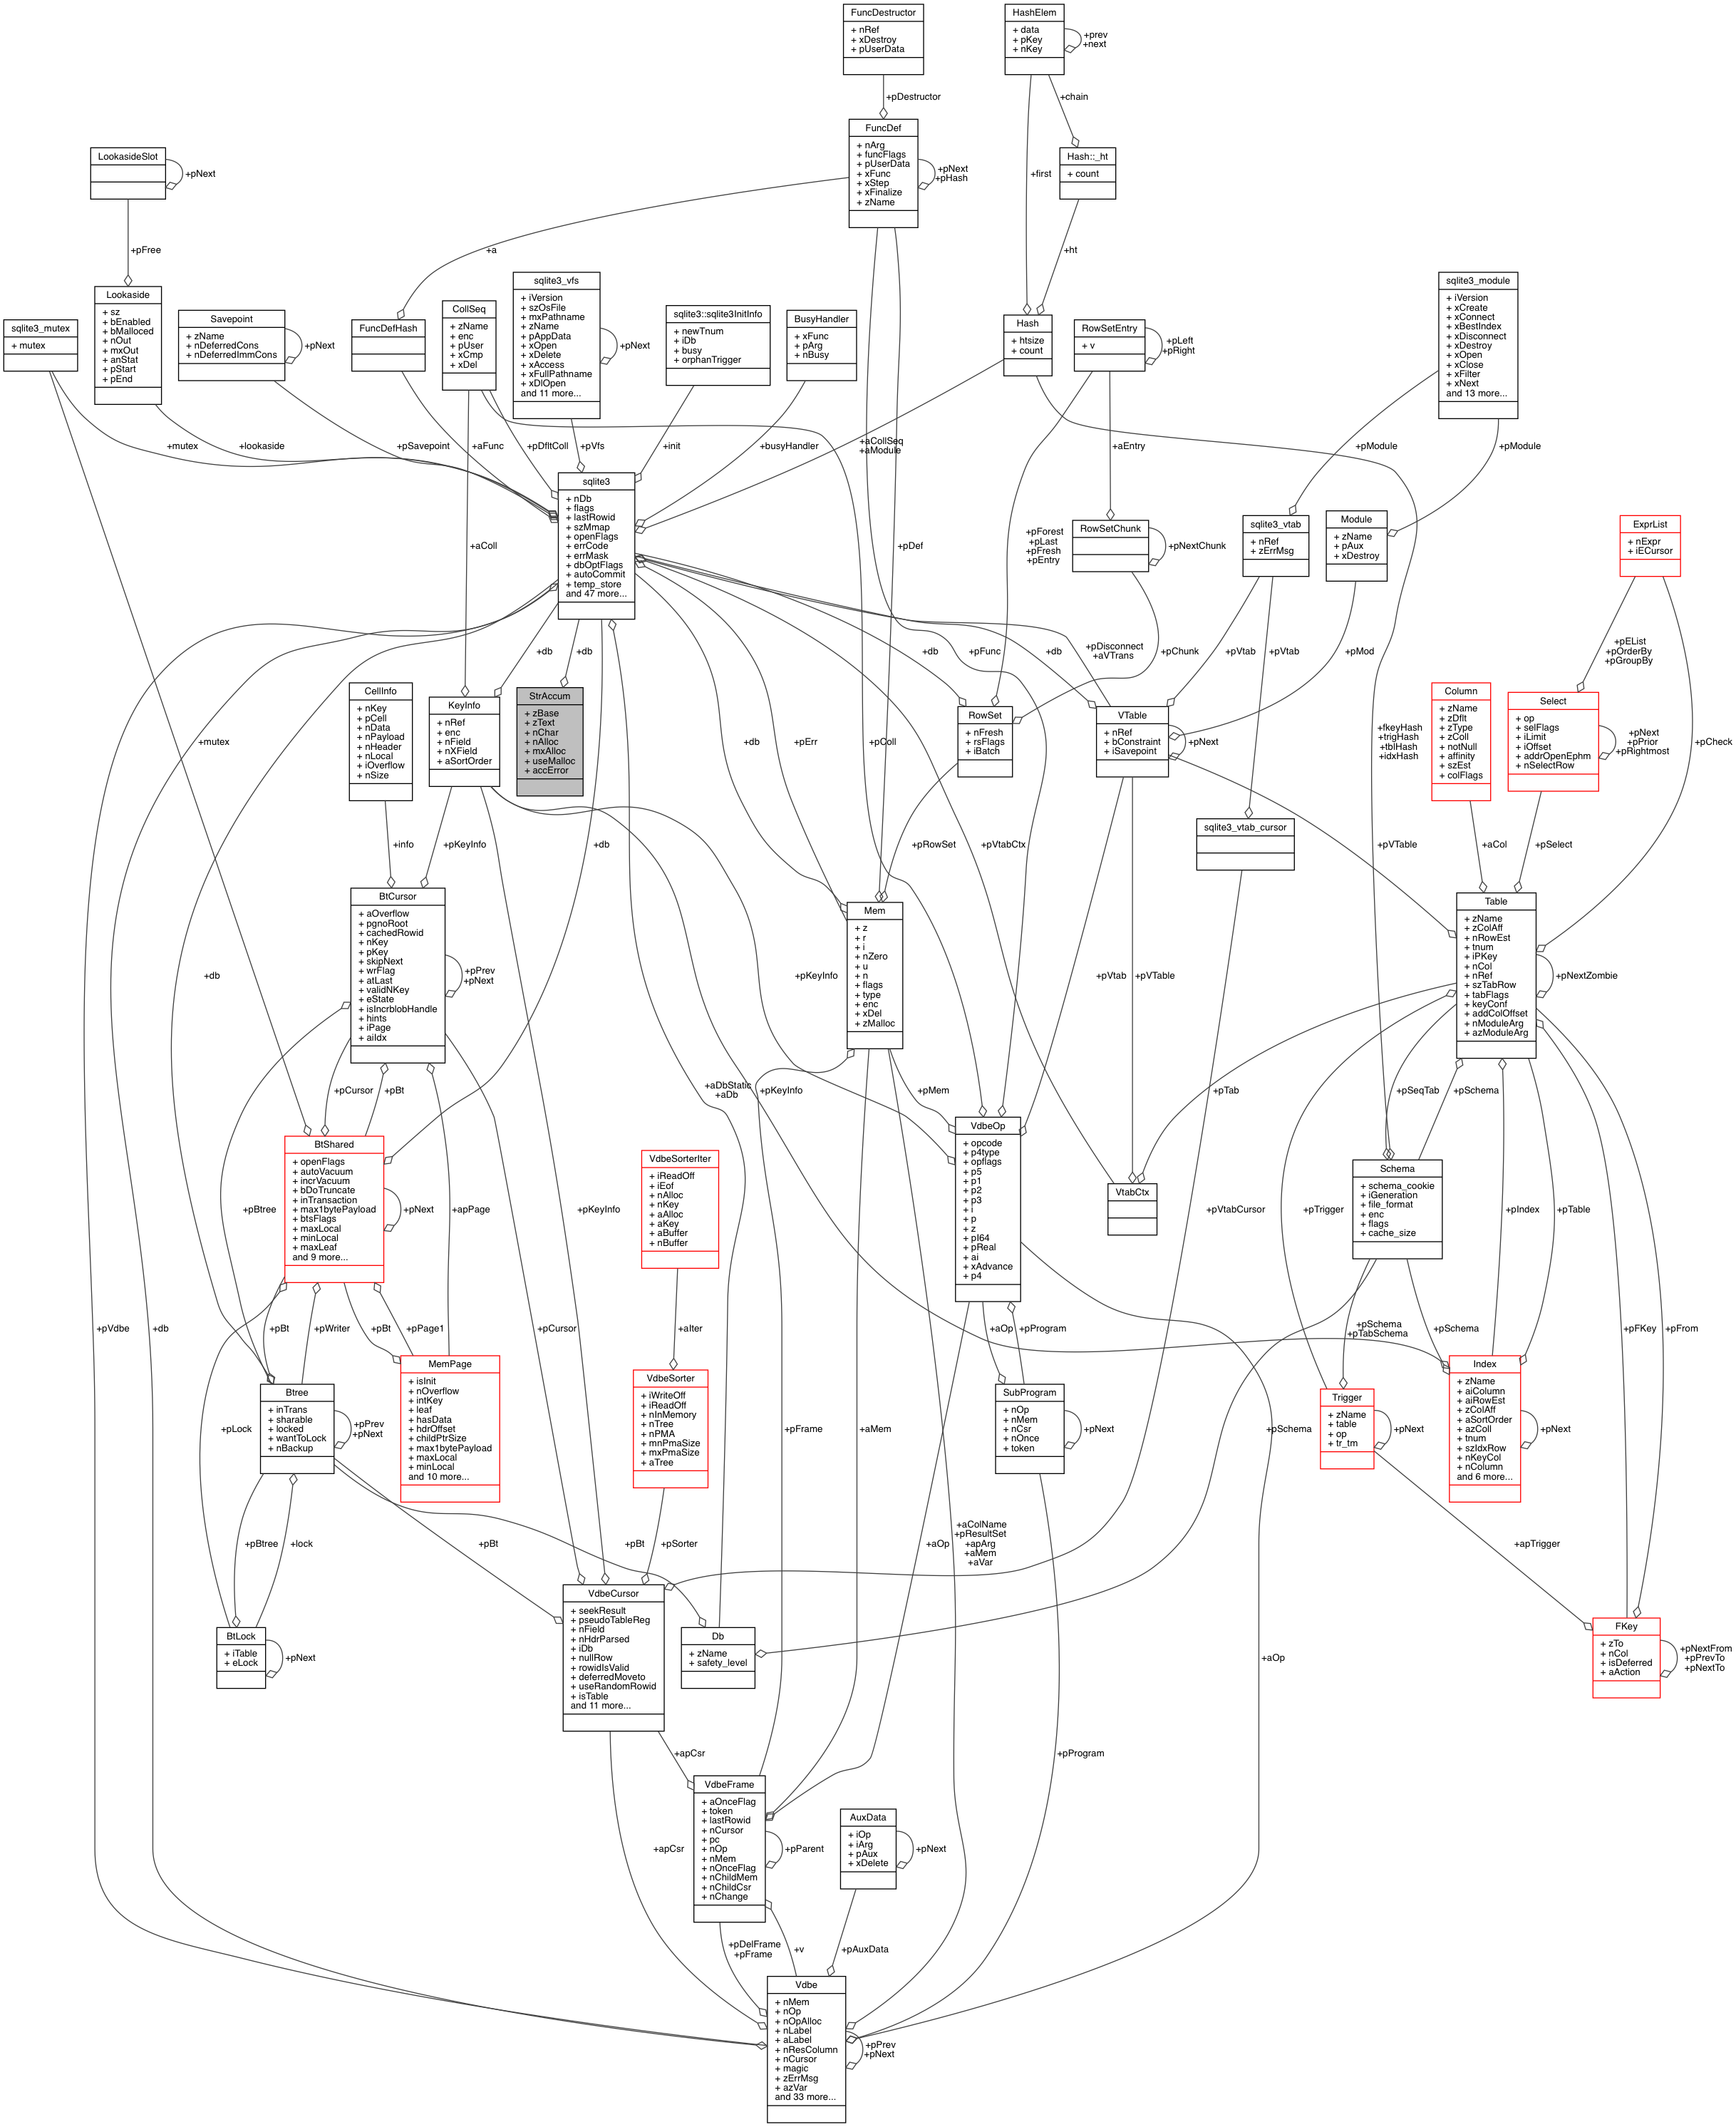 FuncDestructor
+ nRef
+ xDestroy
+ pUserData
HashElem
+ data
+ pKey
+ nKey
+prev
+next
+pDestructor
+chain
FuncDef
+ nArg
+ funcFlags
+ pUserData
+ xFunc
+ xStep
+ xFinalize
+ zName
+pNext
+pHash
LookasideSlot
+pNext
Hash::_ht
+ count
+first
+a
+ht
+pFree
Lookaside
+ sz
+ bEnabled
+ bMalloced
+ nOut
+ mxOut
+ anStat
+ pStart
+ pEnd
sqlite3_mutex
+ mutex
Savepoint
+ zName
+ nDeferredCons
+ nDeferredImmCons
+pNext
FuncDefHash
CollSeq
+ zName
+ enc
+ pUser
+ xCmp
+ xDel
sqlite3_vfs
+ iVersion
+ szOsFile
+ mxPathname
+ zName
+ pAppData
+ xOpen
+ xDelete
+ xAccess
+ xFullPathname
+ xDlOpen
and 11 more...
+pNext
sqlite3::sqlite3InitInfo
+ newTnum
+ iDb
+ busy
+ orphanTrigger
BusyHandler
+ xFunc
+ pArg
+ nBusy
Hash
+ htsize
+ count
RowSetEntry
+ v
+pLeft
+pRight
sqlite3_module
+ iVersion
+ xCreate
+ xConnect
+ xBestIndex
+ xDisconnect
+ xDestroy
+ xOpen
+ xClose
+ xFilter
+ xNext
and 13 more...
+mutex
+lookaside
+pSavepoint
+aFunc
+pDfltColl
+pVfs
+init
+busyHandler
+aCollSeq
+aModule
+aEntry
+pModule
+pModule
sqlite3
+ nDb
+ flags
+ lastRowid
+ szMmap
+ openFlags
+ errCode
+ errMask
+ dbOptFlags
+ autoCommit
+ temp_store
and 47 more...
+aColl
+pDef
+pForest
+pLast
+pFresh
+pEntry
RowSetChunk
+pNextChunk
sqlite3_vtab
+ nRef
+ zErrMsg
Module
+ zName
+ pAux
+ xDestroy
ExprList
+ nExpr
+ iECursor
+db
+db
+db
+pFunc
+db
+pDisconnect
+aVTrans
+pChunk
+pVtab
+pVtab
+pMod
+pEList
+pOrderBy
+pGroupBy
CellInfo
+ nKey
+ pCell
+ nData
+ nPayload
+ nHeader
+ nLocal
+ iOverflow
+ nSize
KeyInfo
+ nRef
+ enc
+ nField
+ nXField
+ aSortOrder
StrAccum
+ zBase
+ zText
+ nChar
+ nAlloc
+ mxAlloc
+ useMalloc
+ accError
+mutex
+db
+pErr
+pColl
RowSet
+ nFresh
+ rsFlags
+ iBatch
VTable
+ nRef
+ bConstraint
+ iSavepoint
+pNext
+fkeyHash
+trigHash
+tblHash
+idxHash
Column
+ zName
+ zDflt
+ zType
+ zColl
+ notNull
+ affinity
+ szEst
+ colFlags
Select
+ op
+ selFlags
+ iLimit
+ iOffset
+ addrOpenEphm
+ nSelectRow
+pNext
+pPrior
+pRightmost
+pCheck
+info
+pKeyInfo
+db
+pRowSet
+pVtabCtx
sqlite3_vtab_cursor
+pVTable
+aCol
+pSelect
BtCursor
+ aOverflow
+ pgnoRoot
+ cachedRowid
+ nKey
+ pKey
+ skipNext
+ wrFlag
+ atLast
+ validNKey
+ eState
+ isIncrblobHandle
+ hints
+ iPage
+ aiIdx
+pPrev
+pNext
+db
+pKeyInfo
Mem
+ z
+ r
+ i
+ nZero
+ u
+ n
+ flags
+ type
+ enc
+ xDel
+ zMalloc
+pVtab
+pVTable
Table
+ zName
+ zColAff
+ nRowEst
+ tnum
+ iPKey
+ nCol
+ nRef
+ szTabRow
+ tabFlags
+ keyConf
+ addColOffset
+ nModuleArg
+ azModuleArg
+pNextZombie
+pCursor
+pBt
+aDbStatic
+aDb
+pKeyInfo
+pMem
+pTab
+pSeqTab
+pSchema
BtShared
+ openFlags
+ autoVacuum
+ incrVacuum
+ bDoTruncate
+ inTransaction
+ max1bytePayload
+ btsFlags
+ maxLocal
+ minLocal
+ maxLeaf
and 9 more...
+pNext
VdbeSorterIter
+ iReadOff
+ iEof
+ nAlloc
+ nKey
+ aAlloc
+ aKey
+ aBuffer
+ nBuffer
VdbeOp
+ opcode
+ p4type
+ opflags
+ p5
+ p1
+ p2
+ p3
+ i
+ p
+ z
+ pI64
+ pReal
+ ai
+ xAdvance
+ p4
VtabCtx
Schema
+ schema_cookie
+ iGeneration
+ file_format
+ enc
+ flags
+ cache_size
+pBtree
+apPage
+pKeyInfo
+pVtabCursor
+pTrigger
+pIndex
+pTable
+pVdbe
+db
+pBt
+pWriter
+pBt
+pPage1
+pCursor
+aIter
+aOp
+pProgram
+pSchema
+pTabSchema
+pSchema
+pFKey
+pFrom
Btree
+ inTrans
+ sharable
+ locked
+ wantToLock
+ nBackup
+pPrev
+pNext
MemPage
+ isInit
+ nOverflow
+ intKey
+ leaf
+ hasData
+ hdrOffset
+ childPtrSize
+ max1bytePayload
+ maxLocal
+ minLocal
and 10 more...
VdbeSorter
+ iWriteOff
+ iReadOff
+ nInMemory
+ nTree
+ nPMA
+ mnPmaSize
+ mxPmaSize
+ aTree
SubProgram
+ nOp
+ nMem
+ nCsr
+ nOnce
+ token
+pNext
Trigger
+ zName
+ table
+ op
+ tr_tm
+pNext
Index
+ zName
+ aiColumn
+ aiRowEst
+ zColAff
+ aSortOrder
+ azColl
+ tnum
+ szIdxRow
+ nKeyCol
+ nColumn
and 6 more...
+pNext
+pLock
+pFrame
+aMem
+pSchema
+pBtree
+lock
+pBt
+pBt
+pSorter
+aOp
+aColName
+pResultSet
+apArg
+aMem
+aVar
+apTrigger
BtLock
+ iTable
+ eLock
+pNext
VdbeCursor
+ seekResult
+ pseudoTableReg
+ nField
+ nHdrParsed
+ iDb
+ nullRow
+ rowidIsValid
+ deferredMoveto
+ useRandomRowid
+ isTable
and 11 more...
Db
+ zName
+ safety_level
+aOp
FKey
+ zTo
+ nCol
+ isDeferred
+ aAction
+pNextFrom
+pPrevTo
+pNextTo
+apCsr
+pProgram
VdbeFrame
+ aOnceFlag
+ token
+ lastRowid
+ nCursor
+ pc
+ nOp
+ nMem
+ nOnceFlag
+ nChildMem
+ nChildCsr
+ nChange
+pParent
+apCsr
AuxData
+ iOp
+ iArg
+ pAux
+ xDelete
+pNext
+pDelFrame
+pFrame
+v
+pAuxData
Vdbe
+ nMem
+ nOp
+ nOpAlloc
+ nLabel
+ aLabel
+ nResColumn
+ nCursor
+ magic
+ zErrMsg
+ azVar
and 33 more...
+pPrev
+pNext